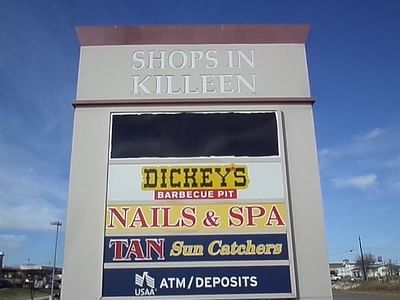 SHOPS IN
KILLEEN
DICKEY'S
BARBECUE PIT
NAILS & SPA
TAN Sun Catchers
USAA ATM/DEPOSITS